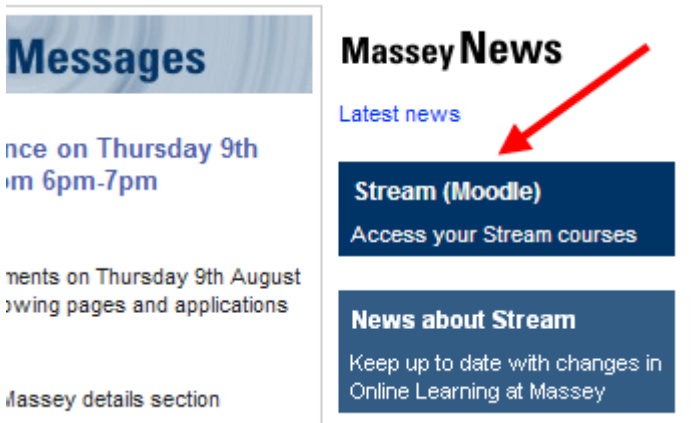 Messages
nce on Thursday 9th
om 6pm-7pm
ments on Thursday 9th August
owing pages and applications
Massey details section
Massey News
Latest news
Stream (Moodle)
Access your Stream courses
News about Stream
Keep up to date with changes in
Online Learning at Massey